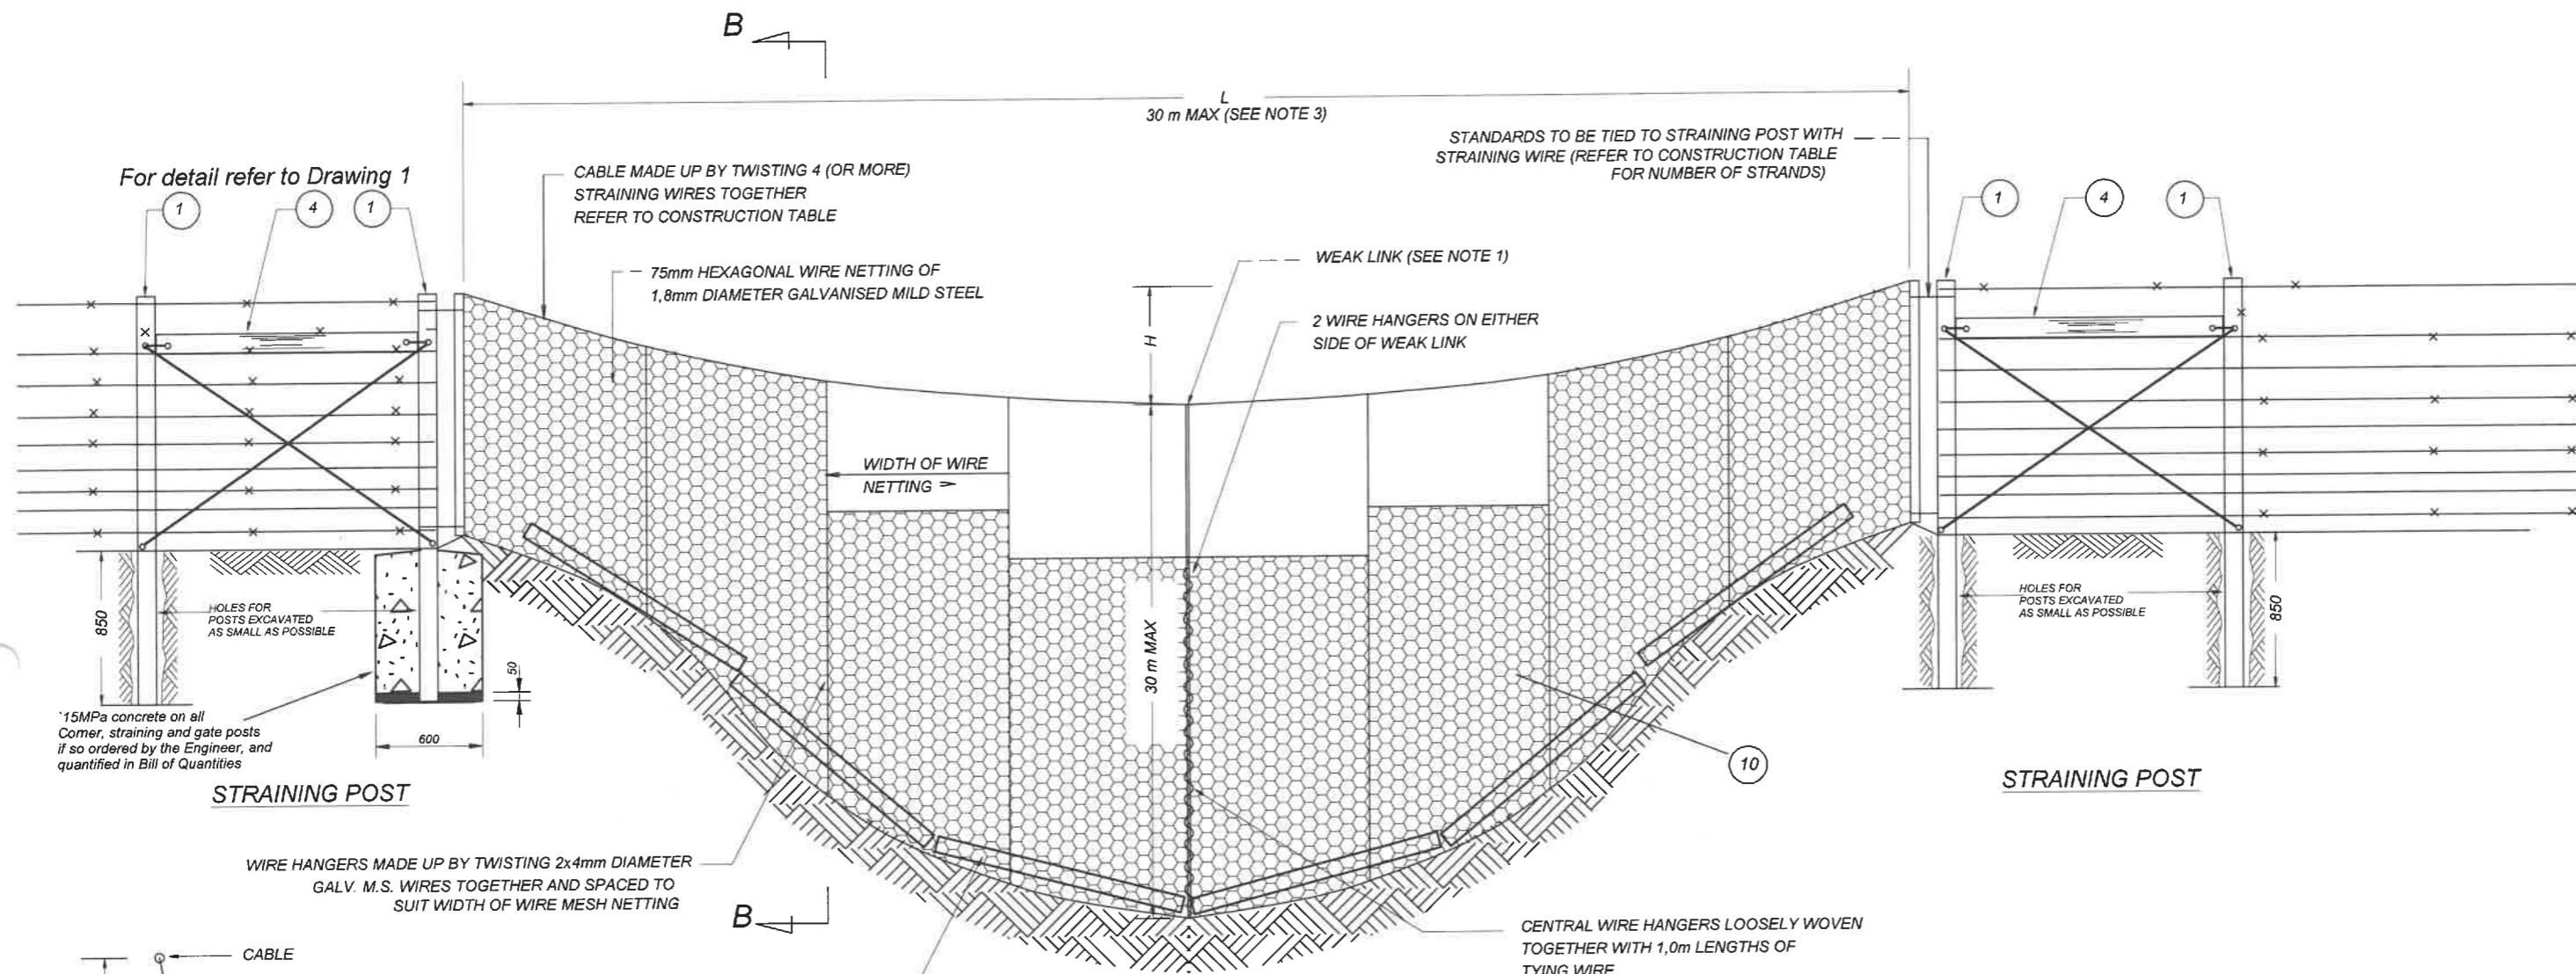 B
L
30 m MAX (SEE NOTE 3)
STANDARDS TO BE TIED TO STRAINING POST WITH
STRAINING WIRE (REFER TO CONSTRUCTION TABLE
FOR NUMBER OF STRANDS)
For detail refer to Drawing 1
1
4
1
CABLE MADE UP BY TWISTING 4 (OR MORE)
STRAINING WIRES TOGETHER
REFER TO CONSTRUCTION TABLE
1
4
1
75mm HEXAGONAL WIRE NETTING OF
1,8mm DIAMETER GALVANISED MILD STEEL
WEAK LINK (SEE NOTE 1)
H
2 WIRE HANGERS ON EITHER
SIDE OF WEAK LINK
WIDTH OF WIRE
NETTING
850
HOLES FOR
POSTS EXCAVATED
AS SMALL AS POSSIBLE
HOLES FOR
POSTS EXCAVATED
AS SMALL AS POSSIBLE
850
30 m MAX
50
600
`15MPa concrete on all
Corner, straining and gate posts
if so ordered by the Engineer, and
quantified in Bill of Quantities
10
STRAINING POST
STRAINING POST
WIRE HANGERS MADE UP BY TWISTING 2x4mm DIAMETER
GALV. M.S. WIRES TOGETHER AND SPACED TO
SUIT WIDTH OF WIRE MESH NETTING
B
CENTRAL WIRE HANGERS LOOSELY WOVEN
TOGETHER WITH 1,0m LENGTHS OF
TYING WIRE
CABLE